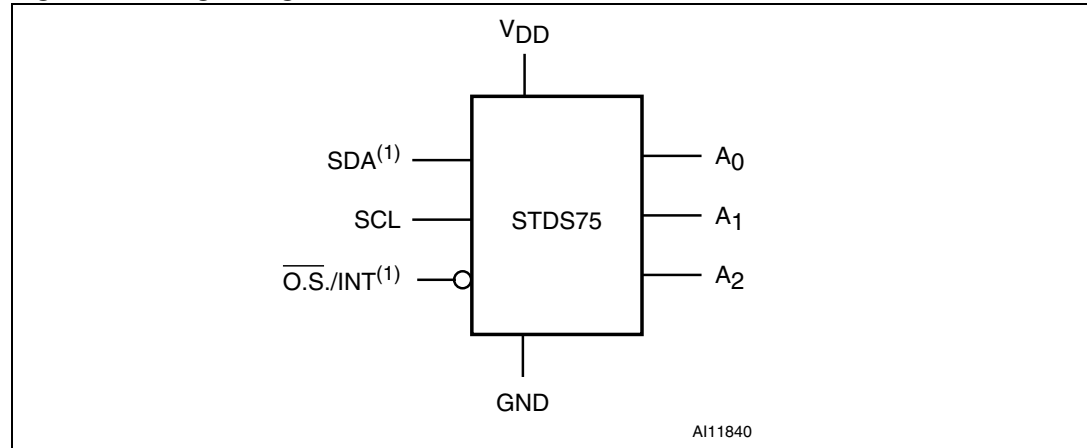 VDD
SDA(1)
SCL
O.S./INT(1)
STDS75
A0
A1
A2
GND
AI11840